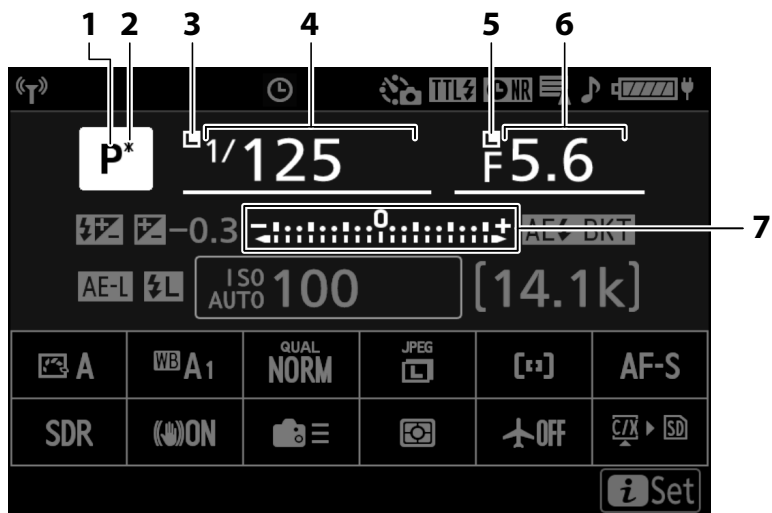 1 2 3 4 5 6
T TTL NR
P* L 1/125 L F5.6
−0.3 − 0 + AE BKT 7
AE-L L ISO AUTO 100 [14.1k]
A WB A1 QUAL NORM JPEG L AF-S
SDR ON OFF C/X SD
i Set